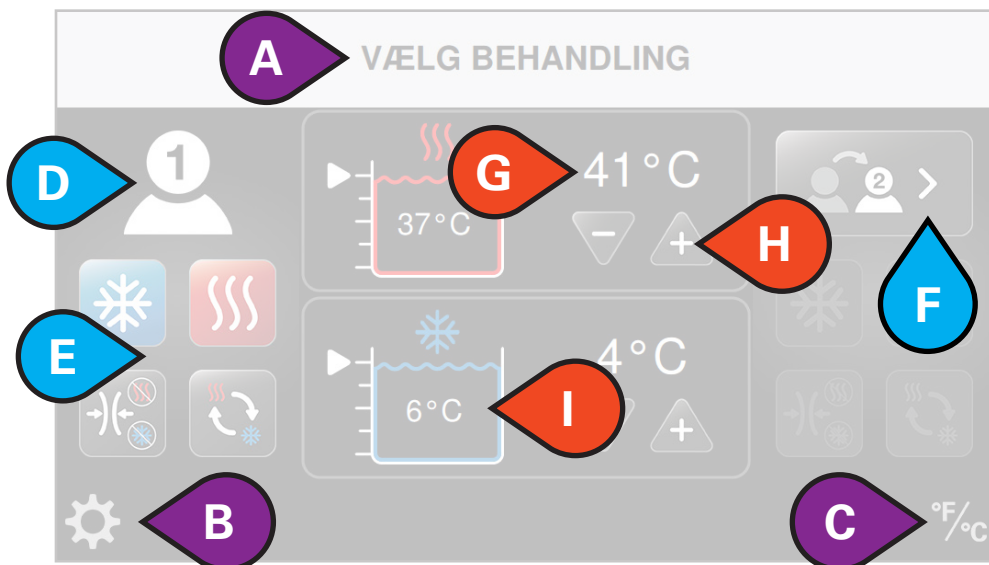 A VÆLG BEHANDLING
D 1 G 41°C 2
37°C − + H
E F
4°C
6°C I +
B C °F/°C